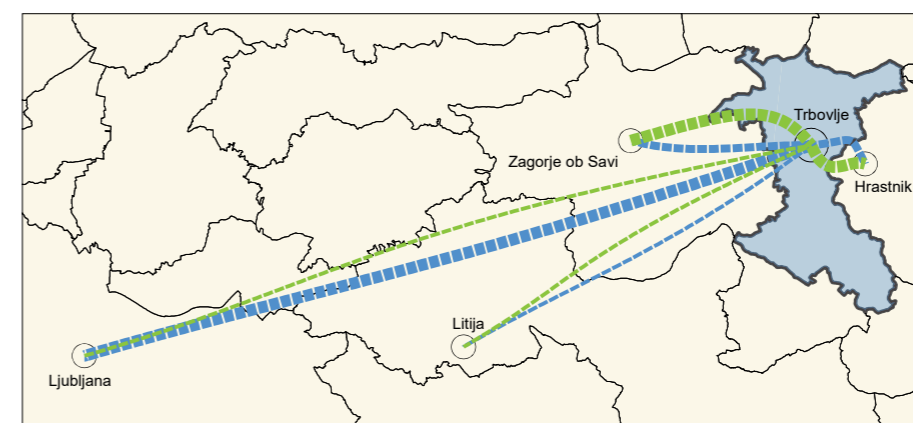 Trbovlje
Zagorje ob Savi
Hrastnik
Litija
Ljubljana